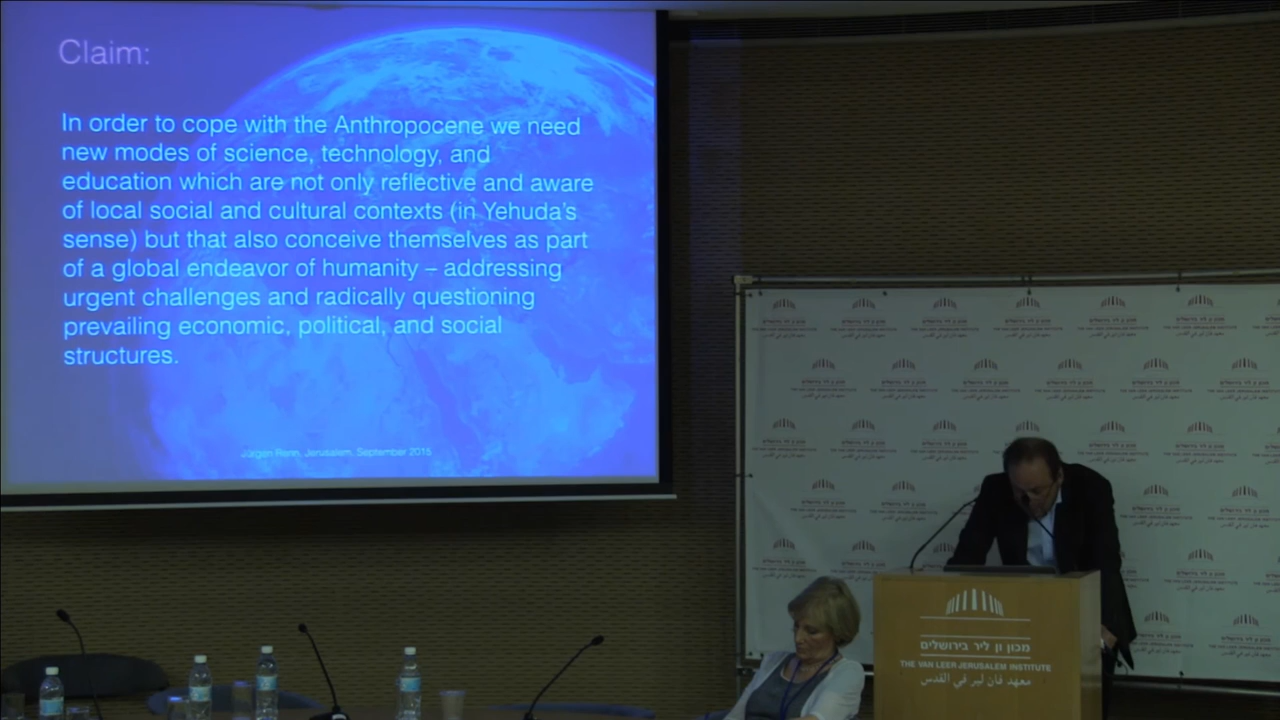 Claim:
In order to cope with the Anthropocene we need
new modes of science, technology, and
education which are not only reflective and aware
of local social and cultural contexts (in Yehuda's
sense) but that also conceive themselves as part
of a global endeavor of humanity – addressing
urgent challenges and radically questioning
prevailing economic, political, and social
structures.
Jürgen Renn, Jerusalem, September 2015
מכון ון ליר בירושלים
THE VAN LEER JERUSALEM INSTITUTE
معهد فان لير في القدس